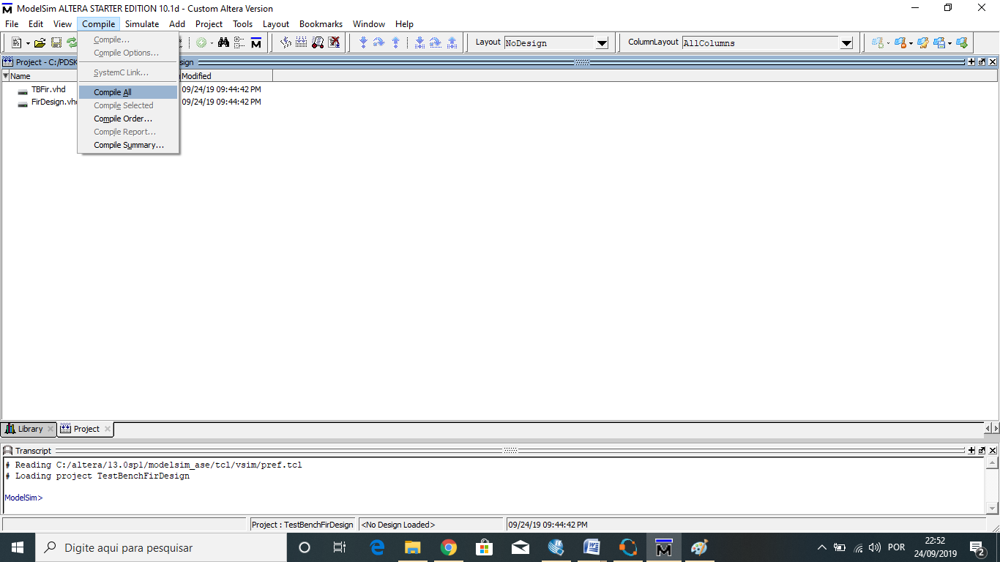 ModelSim ALTERA STARTER EDITION 10.1d - Custom Altera Version
File Edit View Compile Simulate Add Project Tools Layout Bookmarks Window Help
Layout NoDesign ColumnLayout AllColumns
Compile...
Compile Options...
SystemC Link...
Compile All
Compile Selected
Compile Order...
Compile Report...
Compile Summary...
Project - C:/PDSK
sign
Name Modified
TBFir.vhd 09/24/19 09:44:42 PM
FirDesign.vhd 09/24/19 09:44:42 PM
Library Project
Transcript
# Reading C:/altera/13.0sp1/modelsim_ase/tcl/vsim/pref.tcl
# Loading project TestBenchFirDesign
ModelSim>
Project : TestBenchFirDesign <No Design Loaded> 09/24/19 09:44:42 PM
Digite aqui para pesquisar
POR
22:52
24/09/2019
2